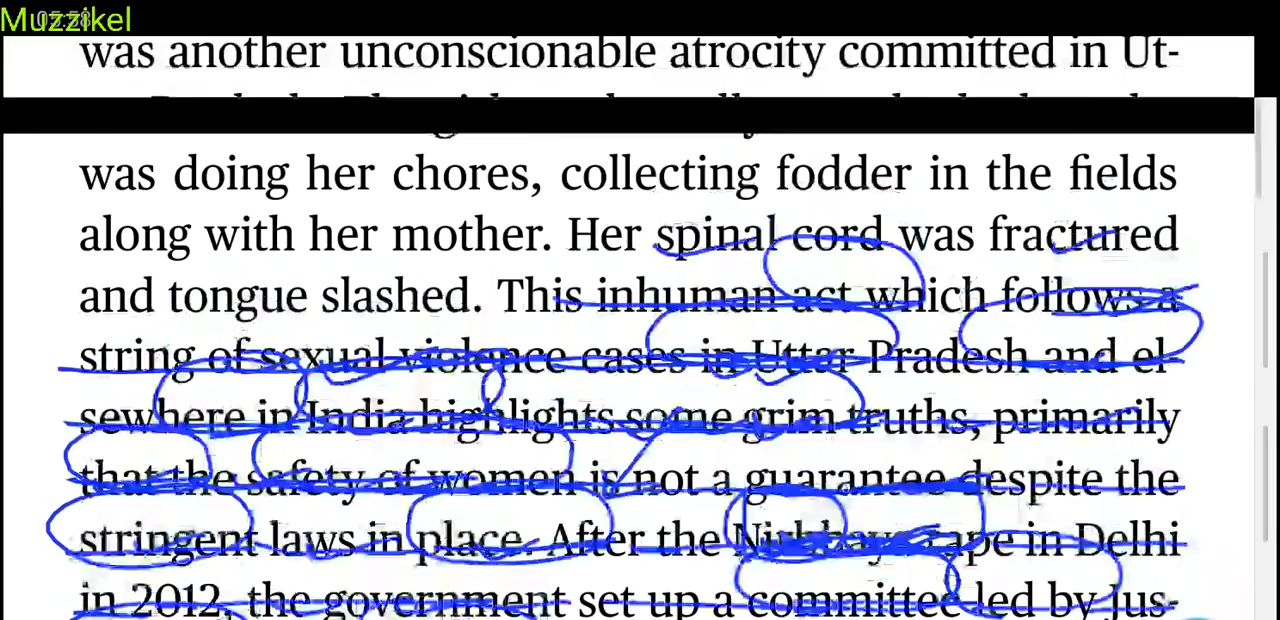 Muzzikel
was another unconscionable atrocity committed in Ut-
was doing her chores, collecting fodder in the fields
along with her mother. Her spinal cord was fractured
and tongue slashed. This inhuman act which follows a
string of sexual violence cases in Uttar Pradesh and el-
sewhere in India highlights some grim truths, primarily
that the safety of women is not a guarantee despite the
stringent laws in place. After the Nirbhaya rape in Delhi
in 2012, the government set up a committee led by Jus-